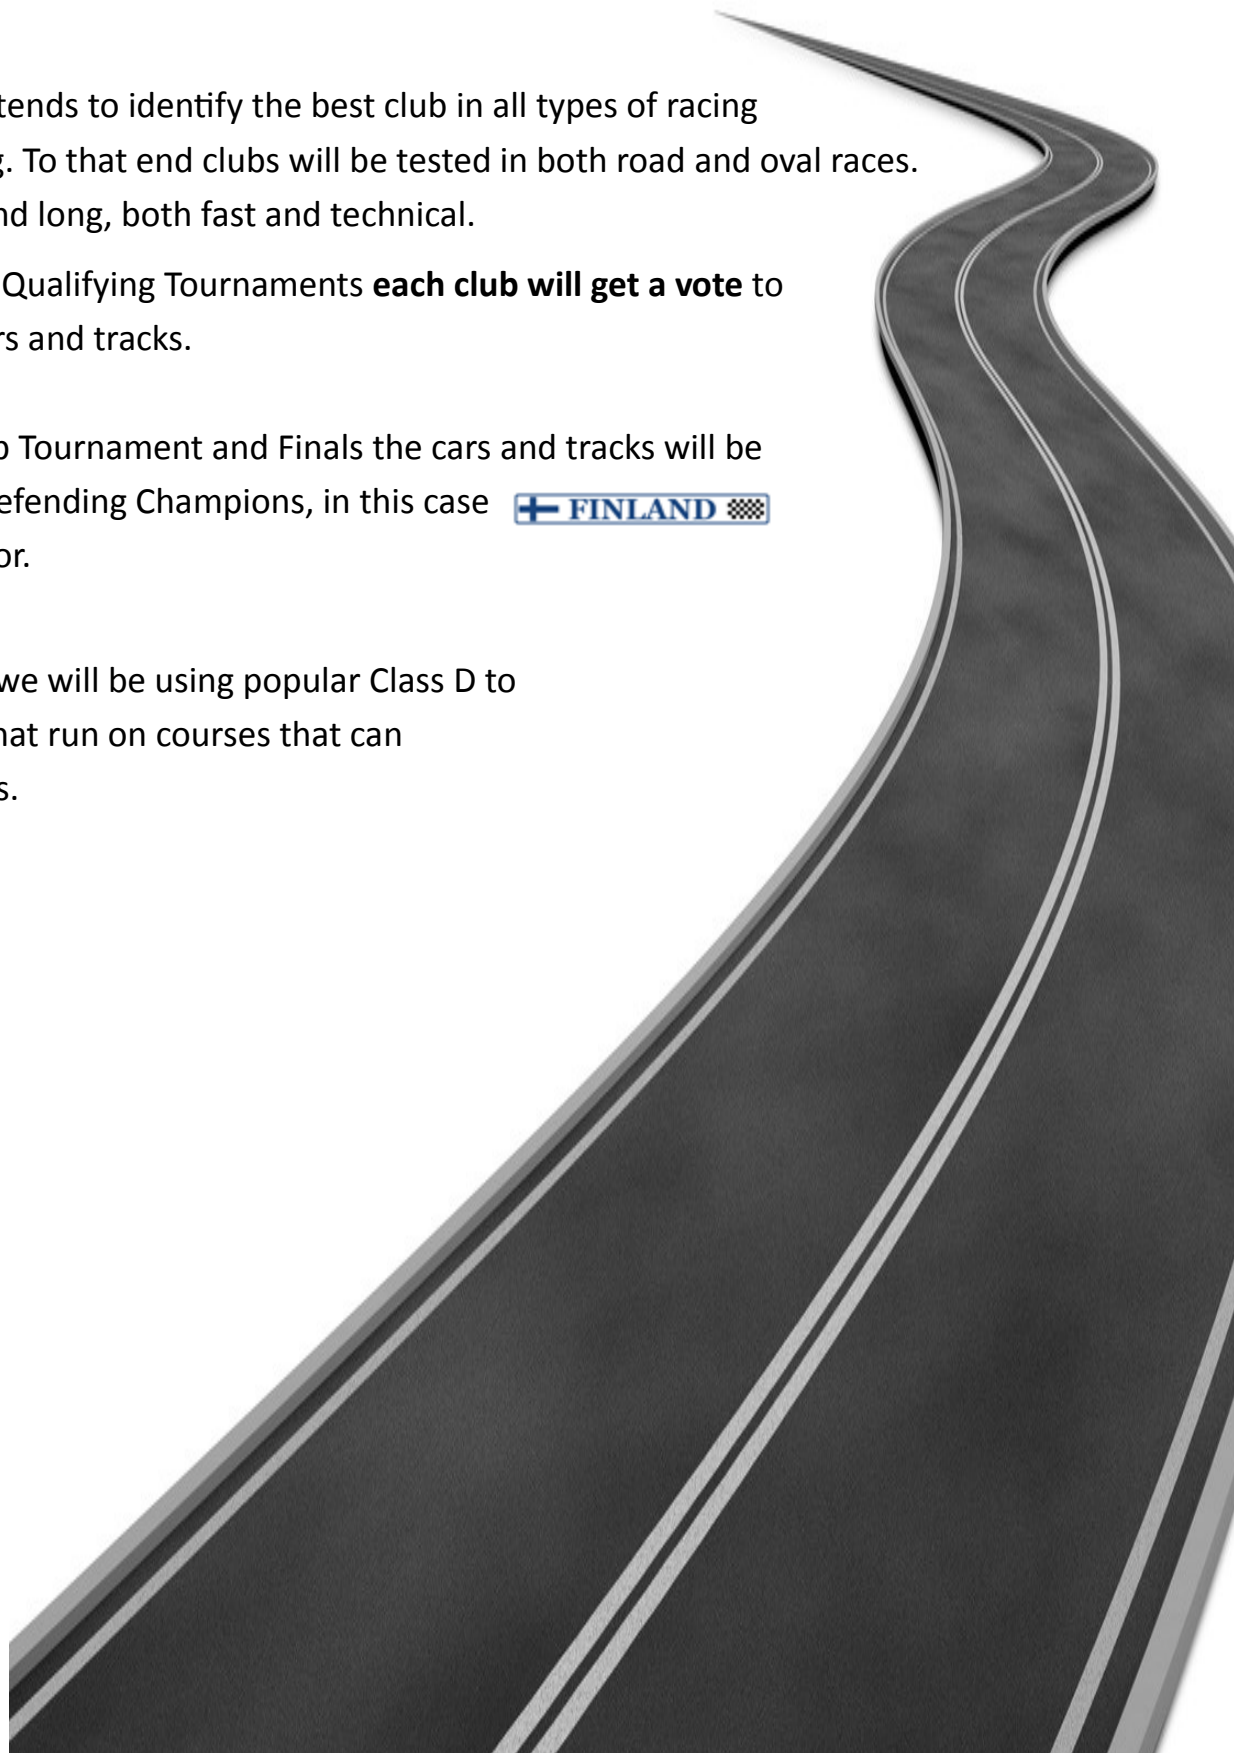 tends to identify the best club in all types of racing
g. To that end clubs will be tested in both road and oval races.
nd long, both fast and technical.
Qualifying Tournaments each club will get a vote to
rs and tracks.
p Tournament and Finals the cars and tracks will be
efending Champions, in this case FINLAND
or.
we will be using popular Class D to
hat run on courses that can
s.